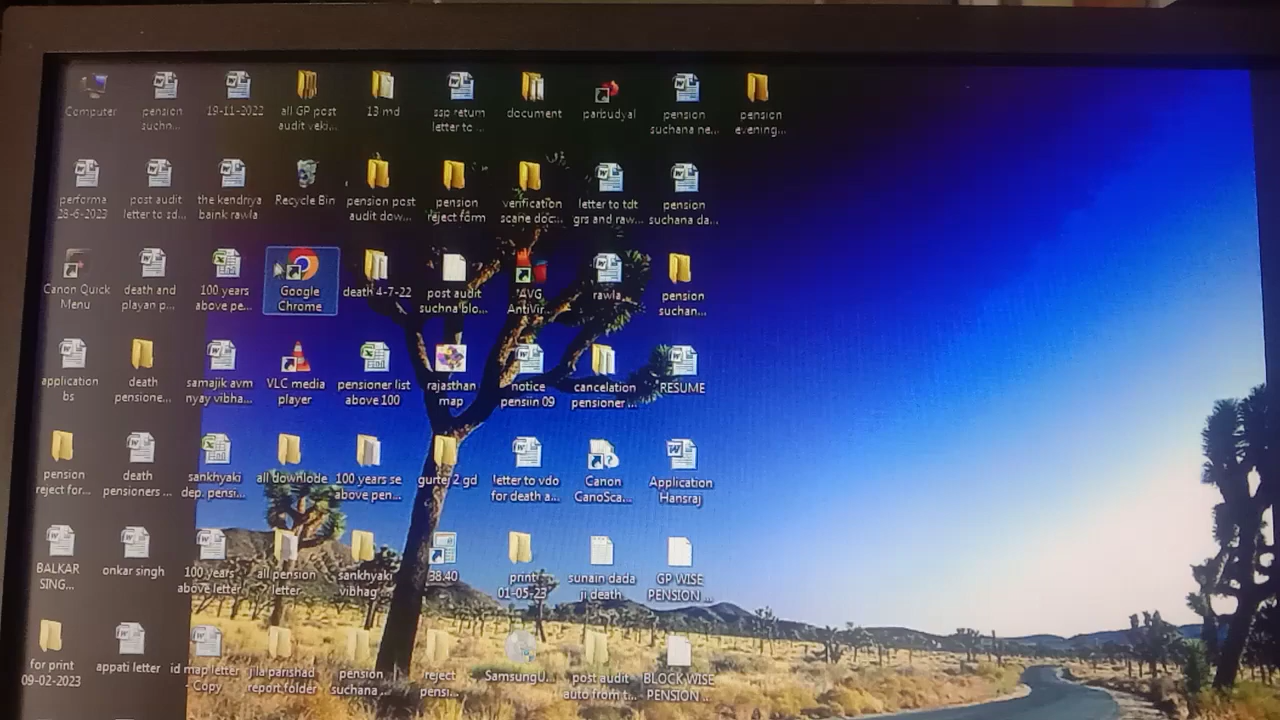 Computer
pension
suchn...
19-11-2022
all GP post
audit veki...
13 md
ssp return
letter to ...
document
parbudyal
pension
suchana ne...
pension
evening...
performa
28-6-2023
post audit
letter to sd...
the kendriya
baink rawla
Recycle Bin
pension post
audit dow...
pension
reject form
verification
scane doc...
letter to tdt
grs and raw...
pension
suchana da...
Canon Quick
Menu
death and
playan p...
100 years
above pe...
Google
Chrome
death 4-7-22
post audit
suchna blo...
AVG
AntiVir...
rawla
pension
suchan...
application
bs
death
pensione...
samajik avm
nyay vibha...
VLC media
player
pensioner list
above 100
rajasthan
map
notice
pensiin 09
cancelation
pensioner ...
RESUME
pension
reject for...
death
pensioners ...
sankhyaki
dep. pensi...
all downlode
100 years se
above pen...
gurtej 2 gd
letter to vdo
for death a...
Canon
CanoSca...
Application
Hansraj
BALKAR
SING...
onkar singh
100 years
above letter
all pension
letter
sankhyaki
vibhag ...
38.40
print
01-05-23
sunain dada
ji death
GP WISE
PENSION ...
for print
09-02-2023
appati letter
id map letter
- Copy
jila parishad
report folder
pension
suchana...
reject
pensi...
SamsungU...
post audit
auto from t...
BLOCK WISE
PENSION ...